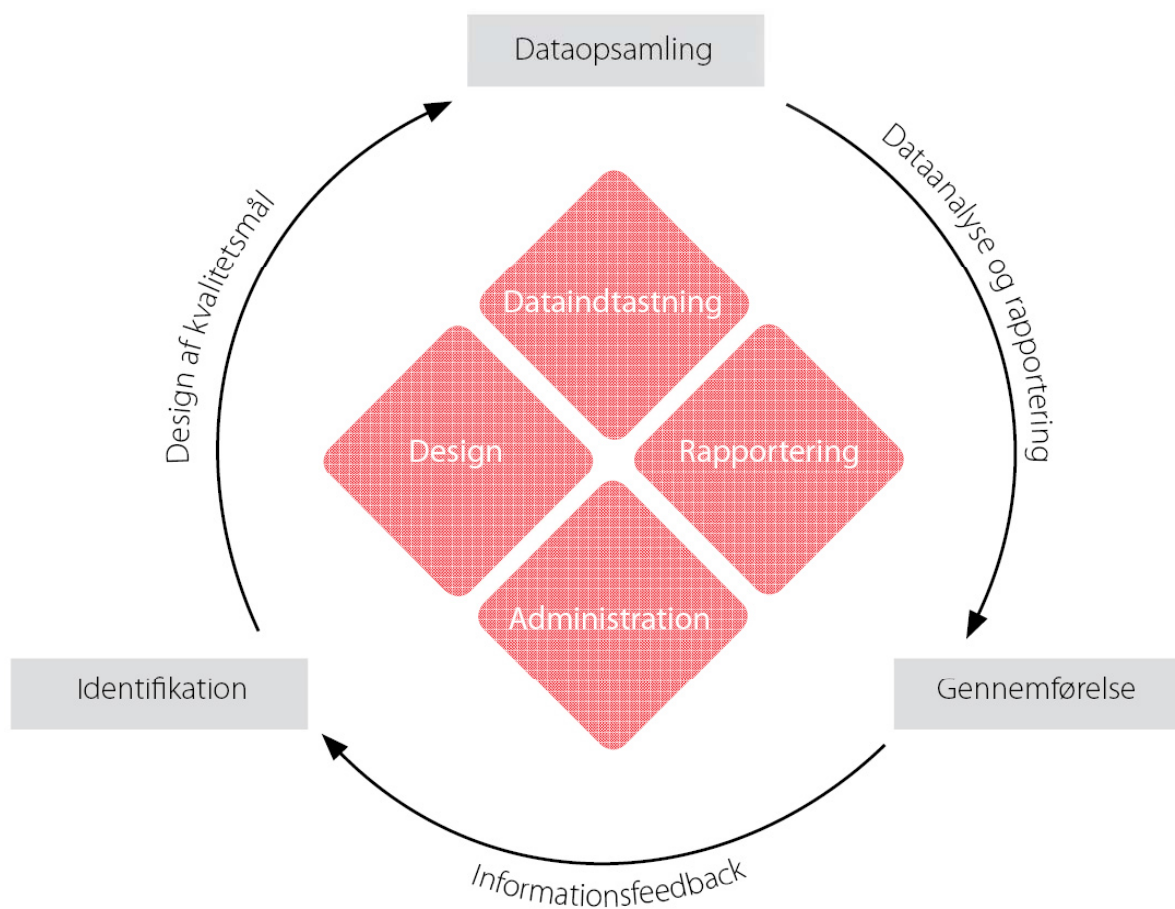 Dataopsamling
Design af kvalitetsmål
Dataanalyse og rapportering
Dataindtastning
Design
Rapportering
Administration
Identifikation
Gennemførelse
Informationsfeedback